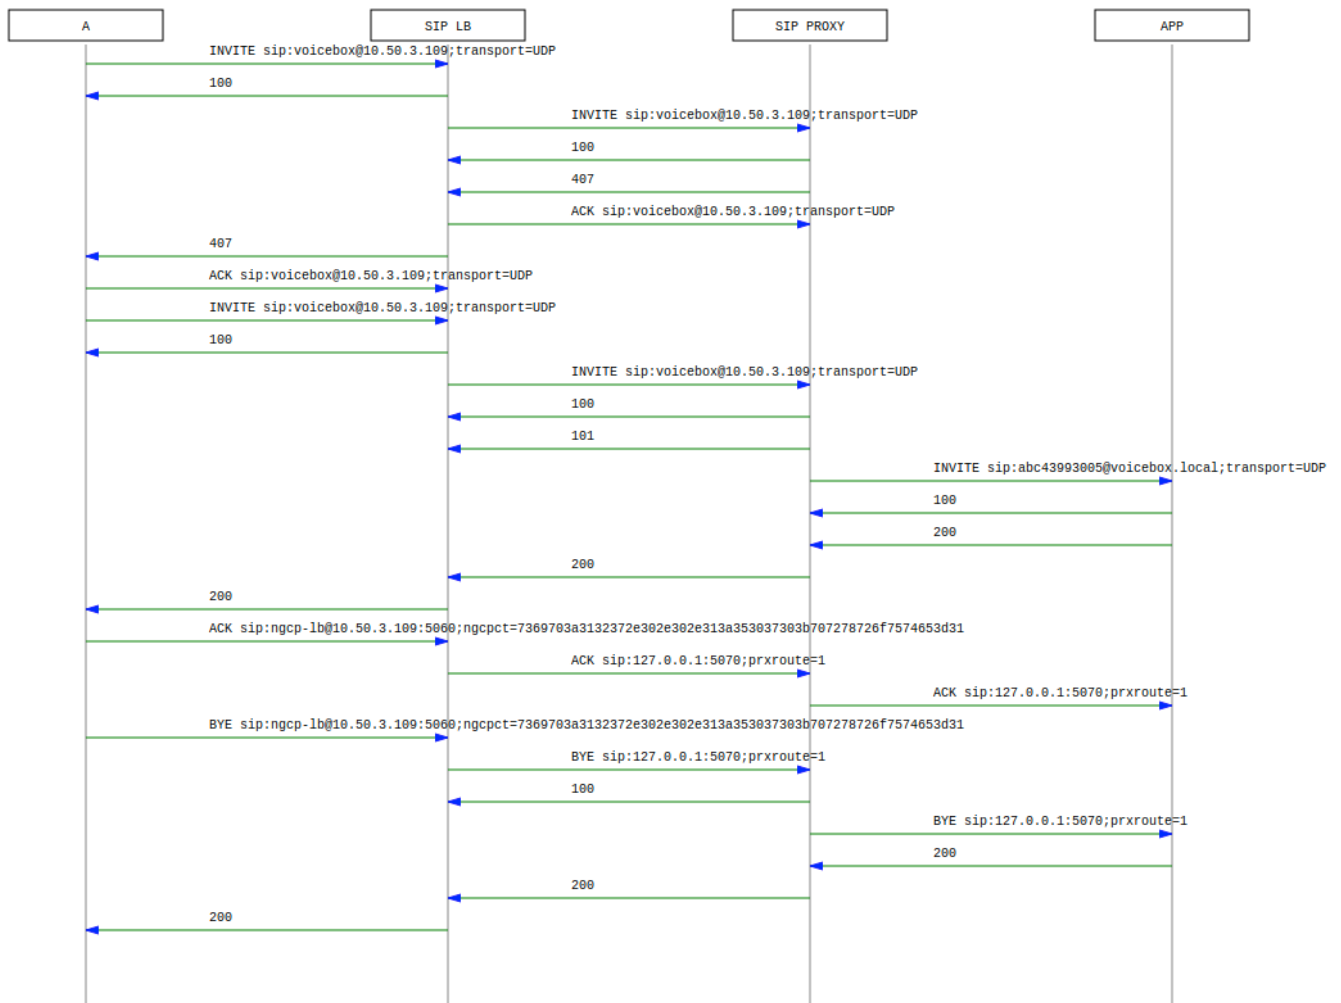 A
SIP LB
SIP PROXY
APP
INVITE sip:voicebox@10.50.3.109;transport=UDP
100
INVITE sip:voicebox@10.50.3.109;transport=UDP
100
407
ACK sip:voicebox@10.50.3.109;transport=UDP
407
ACK sip:voicebox@10.50.3.109;transport=UDP
INVITE sip:voicebox@10.50.3.109;transport=UDP
100
INVITE sip:voicebox@10.50.3.109;transport=UDP
100
101
INVITE sip:abc43993005@voicebox.local;transport=UDP
100
200
200
200
ACK sip:ngcp-lb@10.50.3.109:5060;ngcpct=7369703a3132372e302e302e313a353037303b707278726f7574653d31
ACK sip:127.0.0.1:5070;prxroute=1
ACK sip:127.0.0.1:5070;prxroute=1
BYE sip:ngcp-lb@10.50.3.109:5060;ngcpct=7369703a3132372e302e302e313a353037303b707278726f7574653d31
BYE sip:127.0.0.1:5070;prxroute=1
100
BYE sip:127.0.0.1:5070;prxroute=1
200
200
200